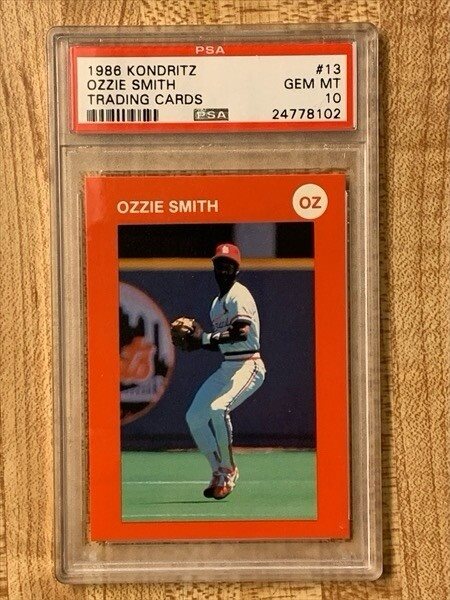 PSA
1986 KONDRITZ #13
OZZIE SMITH GEM MT
TRADING CARDS 10
PSA 24778102
OZZIE SMITH OZ